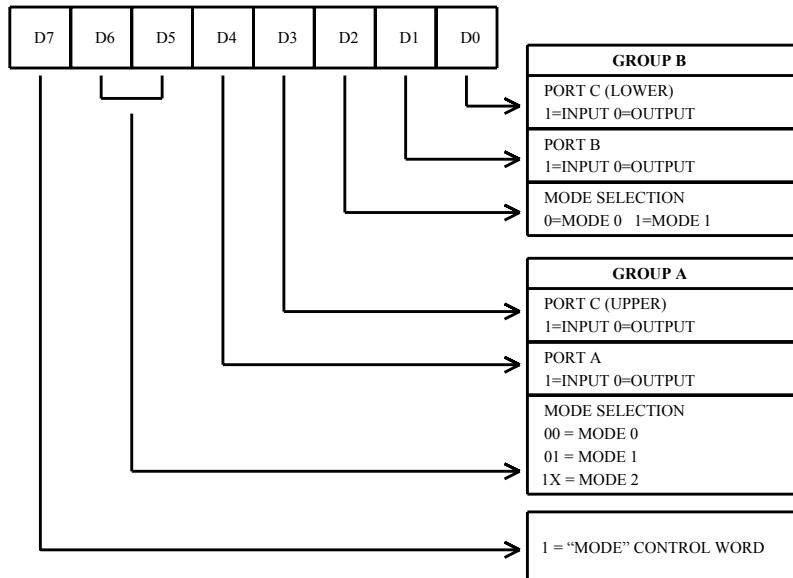 D7 D6 D5 D4 D3 D2 D1 D0
GROUP B
PORT C (LOWER)
1=INPUT 0=OUTPUT
PORT B
1=INPUT 0=OUTPUT
MODE SELECTION
0=MODE 0 1=MODE 1
GROUP A
PORT C (UPPER)
1=INPUT 0=OUTPUT
PORT A
1=INPUT 0=OUTPUT
MODE SELECTION
00 = MODE 0
01 = MODE 1
1X = MODE 2
1 = “MODE” CONTROL WORD